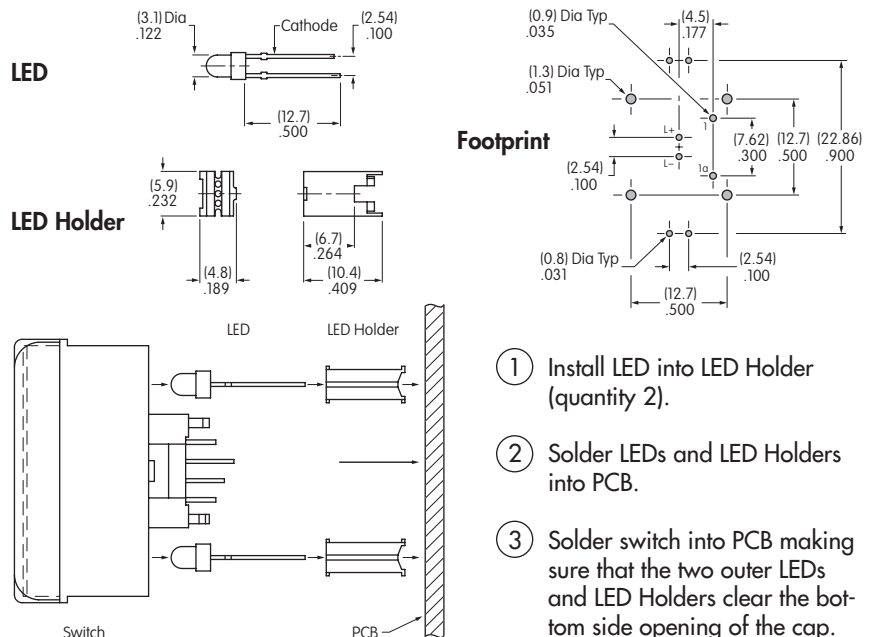 (3.1) Dia
.122
Cathode
(2.54)
.100
LED
(12.7)
.500
(5.9)
.232
LED Holder
(4.8)
.189
(6.7)
.264
(10.4)
.409
(0.9) Dia Typ
.035
(4.5)
.177
(1.3) Dia Typ
.051
Footprint
L+
L–
1
1a
(2.54)
.100
(7.62)
.300
(12.7)
.500
(22.86)
.900
(0.8) Dia Typ
.031
(2.54)
.100
(12.7)
.500
LED
LED Holder
Switch
PCB
1 Install LED into LED Holder
(quantity 2).
2 Solder LEDs and LED Holders
into PCB.
3 Solder switch into PCB making
sure that the two outer LEDs
and LED Holders clear the bot-
tom side opening of the cap.